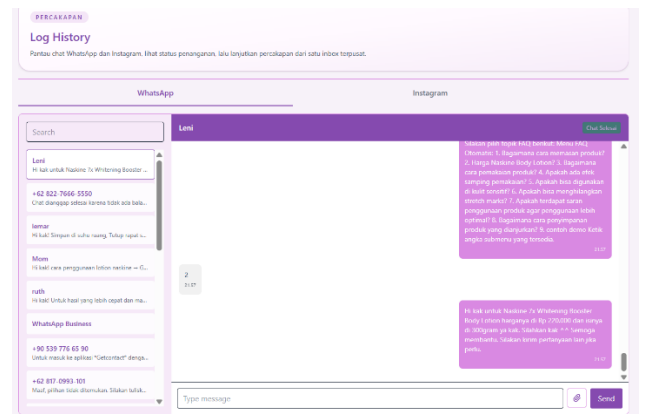 PERCAKAPAN
Log History
Pantau chat WhatsApp dan Instagram, lihat status penanganan, lalu lanjutkan percakapan dari satu inbox terpusat.
WhatsApp
Instagram
Search
Leni
Hi kak untuk Naskine 7x Whitening Booster ...
+62 822-7666-5550
Chat dianggap selesai karena tidak ada bala...
lemar
Hi kak! Simpan di suhu ruang, Tutup rapat s...
Mom
Hi kak! cara penggunaan lotion naskine — G...
ruth
Hi kak! Untuk hasil yang lebih cepat dan ma...
WhatsApp Business
+90 539 776 65 90
Untuk masuk ke aplikasi "Getcontact" denga...
+62 817-0993-101
Maaf, pilihan tidak ditemukan. Silakan
Leni
Chat Selesai
Silakan pilih topik FAQ berikut: Menu FAQ
Otomatis: 1. Bagaimana cara memesan produk?
2. Harga Naskine Body Lotion? 3. Bagaimana
cara pemakaian produk? 4. Apakah ada efek
samping pemakaian? 5. Apakah bisa digunakan
di kulit sensitif? 6. Apakah bisa menghilangkan
stretch marks? 7. Apakah terdapat saran
penggunaan produk agar penggunaan lebih
optimal? 8. Bagaimana cara penyimpanan
produk yang dianjurkan? 9. contoh demo Ketik
angka submenu yang tersedia.
21.57
2
21.57
Hi kak untuk Naskine 7x Whitening Booster
Body Lotion harganya di Rp 220,000 dan isinya
di 300gram ya kak. Silahkan kak ^^ Semoga
membantu. Silakan kirim pertanyaan lain jika
perlu.
21.57
Type message
Send